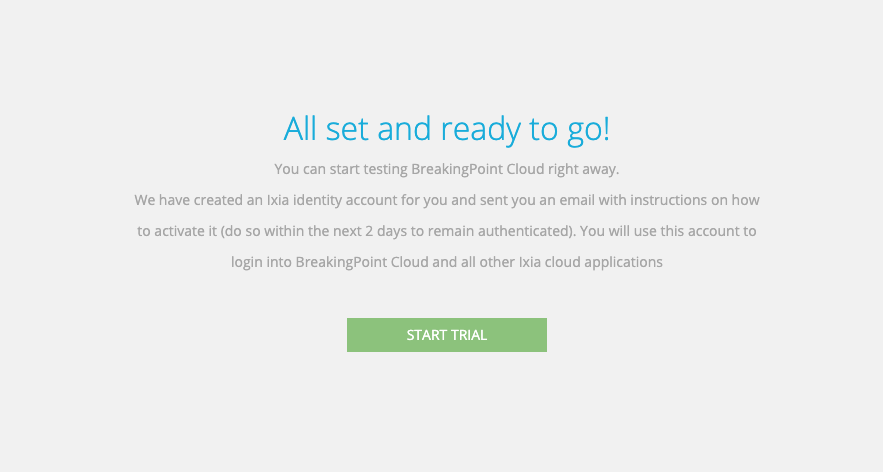 All set and ready to go!
You can start testing BreakingPoint Cloud right away.
We have created an Ixia identity account for you and sent you an email with instructions on how
to activate it (do so within the next 2 days to remain authenticated). You will use this account to
login into BreakingPoint Cloud and all other Ixia cloud applications
START TRIAL